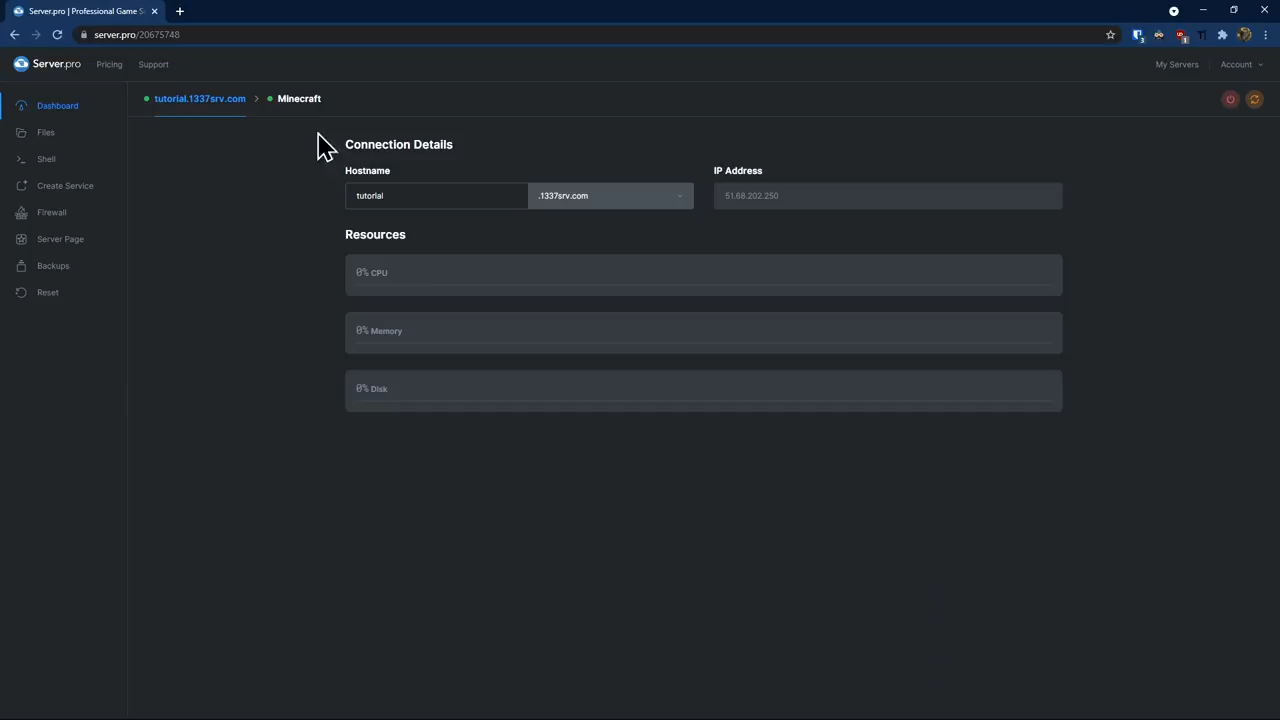 Server.pro | Professional Game S
server.pro/20675748
Server.pro Pricing Support My Servers Account
tutorial.1337srv.com > Minecraft
Dashboard
Files
Shell
Create Service
Firewall
Server Page
Backups
Reset
Connection Details
Hostname IP Address
tutorial .1337srv.com 51.68.202.250
Resources
0% CPU
0% Memory
0% Disk